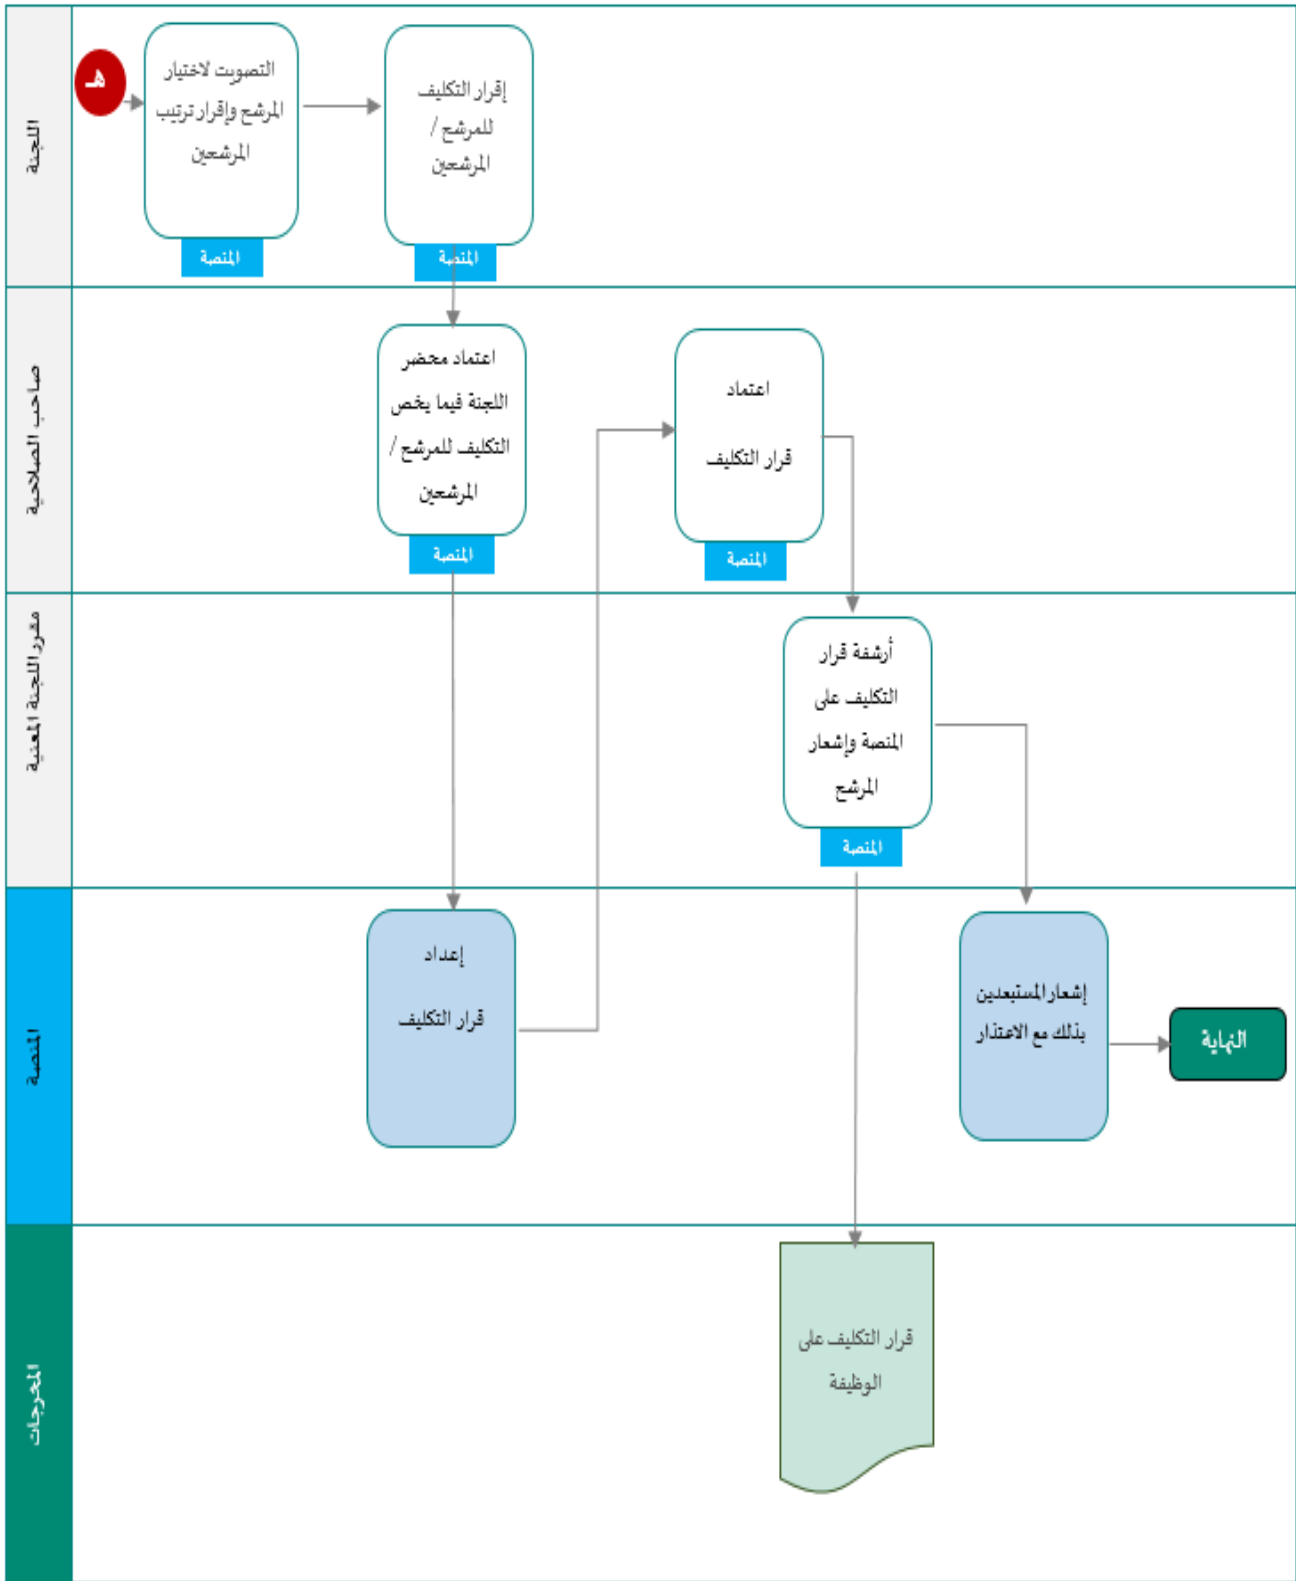 اللجنة
هـ
التصويت لاختيار
المرشح وإقرار ترتيب
المرشحين
المنصة
إقرار التكليف
للمرشح /
المرشحين
المنصة
صاحب الصلاحية
اعتماد محضر
اللجنة فيما يخص
التكليف للمرشح /
المرشحين
المنصة
اعتماد
قرار التكليف
المنصة
مقرر اللجنة المعنية
أرشفة قرار
التكليف على
المنصة وإشعار
المرشح
المنصة
المنصة
إعداد
قرار التكليف
إشعار المستبعدين
بذلك مع الاعتذار
النهاية
المخرجات
قرار التكليف على
الوظيفة